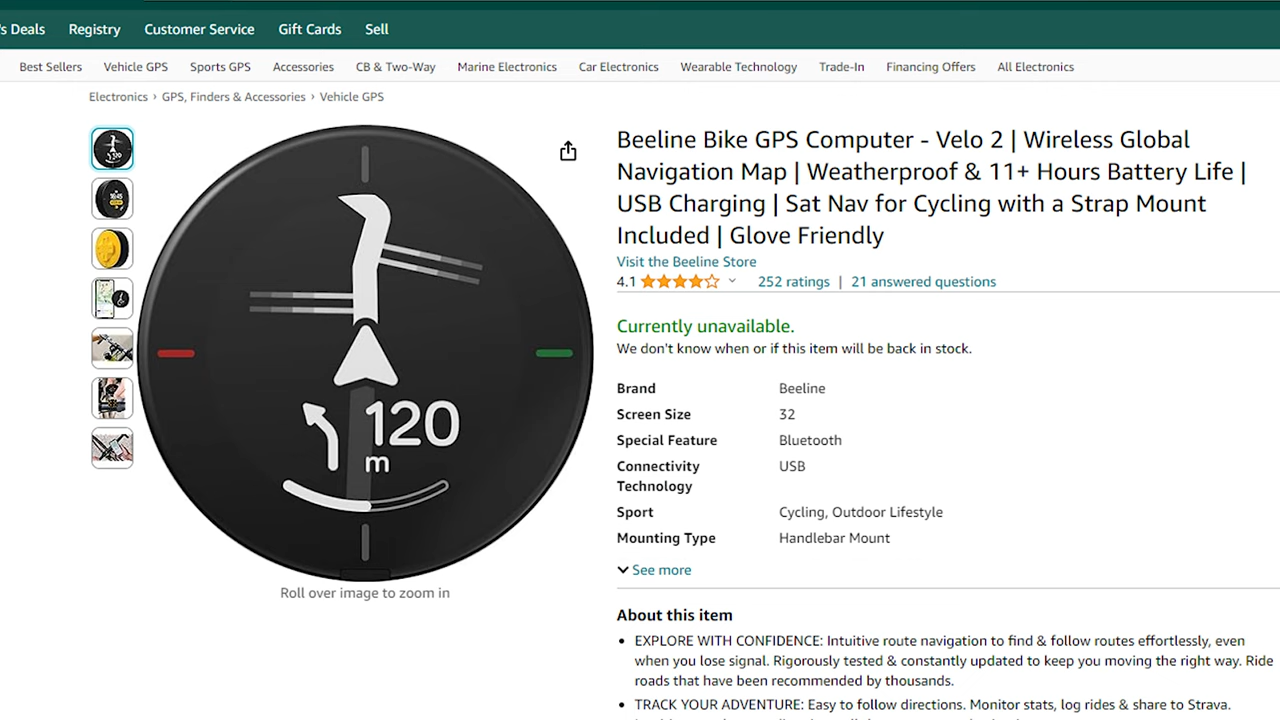 's Deals Registry Customer Service Gift Cards Sell
Best Sellers Vehicle GPS Sports GPS Accessories CB & Two-Way Marine Electronics Car Electronics Wearable Technology Trade-In Financing Offers All Electronics
Electronics › GPS, Finders & Accessories › Vehicle GPS
Beeline Bike GPS Computer - Velo 2 | Wireless Global
Navigation Map | Weatherproof & 11+ Hours Battery Life |
USB Charging | Sat Nav for Cycling with a Strap Mount
Included | Glove Friendly
Visit the Beeline Store
4.1 252 ratings | 21 answered questions
Currently unavailable.
We don't know when or if this item will be back in stock.
Brand Beeline
Screen Size 32
Special Feature Bluetooth
Connectivity USB
Technology
Sport Cycling, Outdoor Lifestyle
Mounting Type Handlebar Mount
See more
120
m
Roll over image to zoom in
About this item
• EXPLORE WITH CONFIDENCE: Intuitive route navigation to find & follow routes effortlessly, even
when you lose signal. Rigorously tested & constantly updated to keep you moving the right way. Ride
roads that have been recommended by thousands.
• TRACK YOUR ADVENTURE: Easy to follow directions. Monitor stats, log rides & share to Strava.